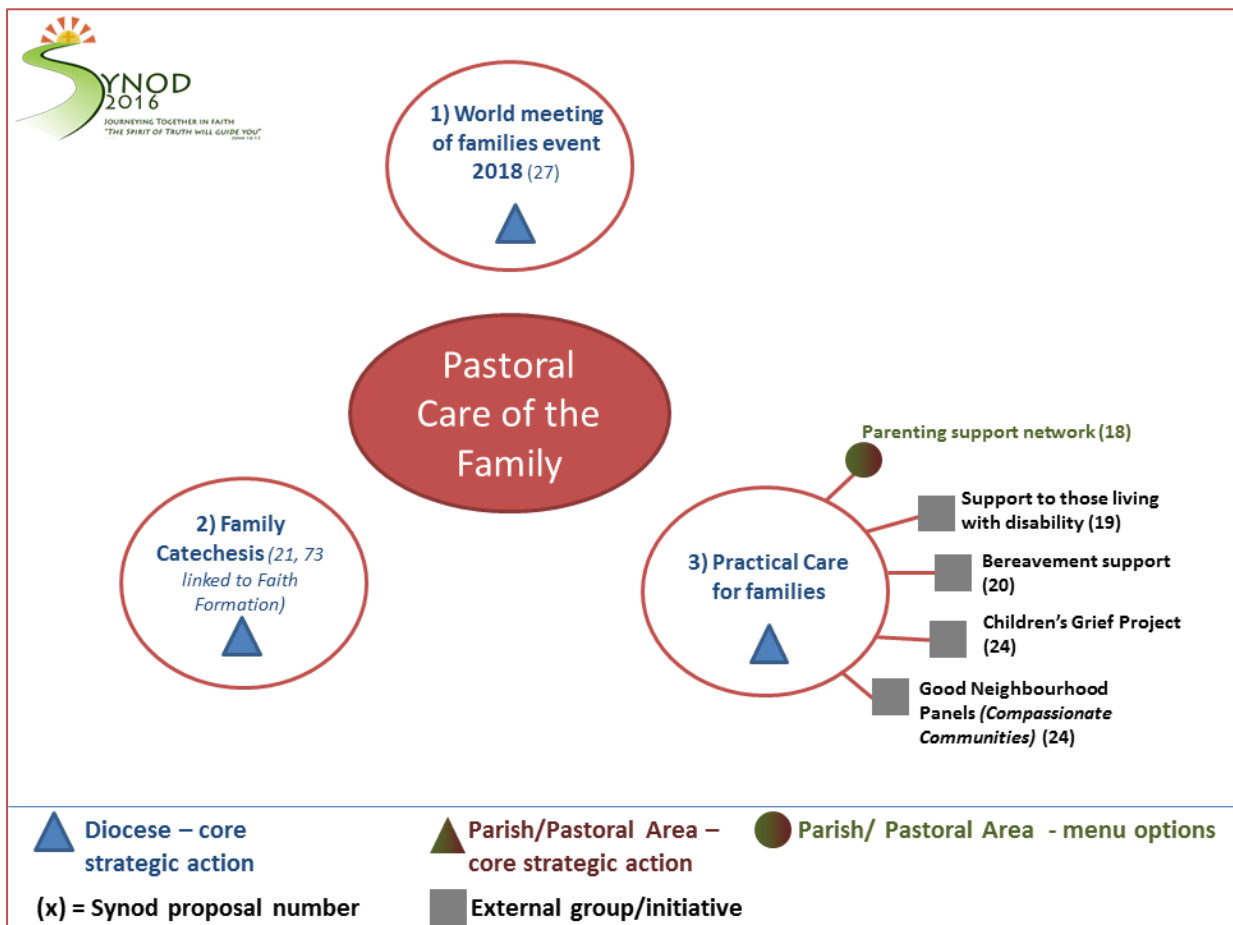 SYNOD
2016
JOURNEYING TOGETHER IN FAITH
"THE SPIRIT OF TRUTH WILL GUIDE YOU"
1) World meeting
of families event
2018 (27)
Pastoral
Care of the
Family
2) Family
Catechesis (21, 73
linked to Faith
Formation)
3) Practical Care
for families
Parenting support network (18)
Support to those living
with disability (19)
Bereavement support
(20)
Children's Grief Project
(24)
Good Neighbourhood
Panels (Compassionate
Communities) (24)
Diocese – core
strategic action
Parish/Pastoral Area –
core strategic action
Parish/ Pastoral Area - menu options
(x) = Synod proposal number
External group/initiative